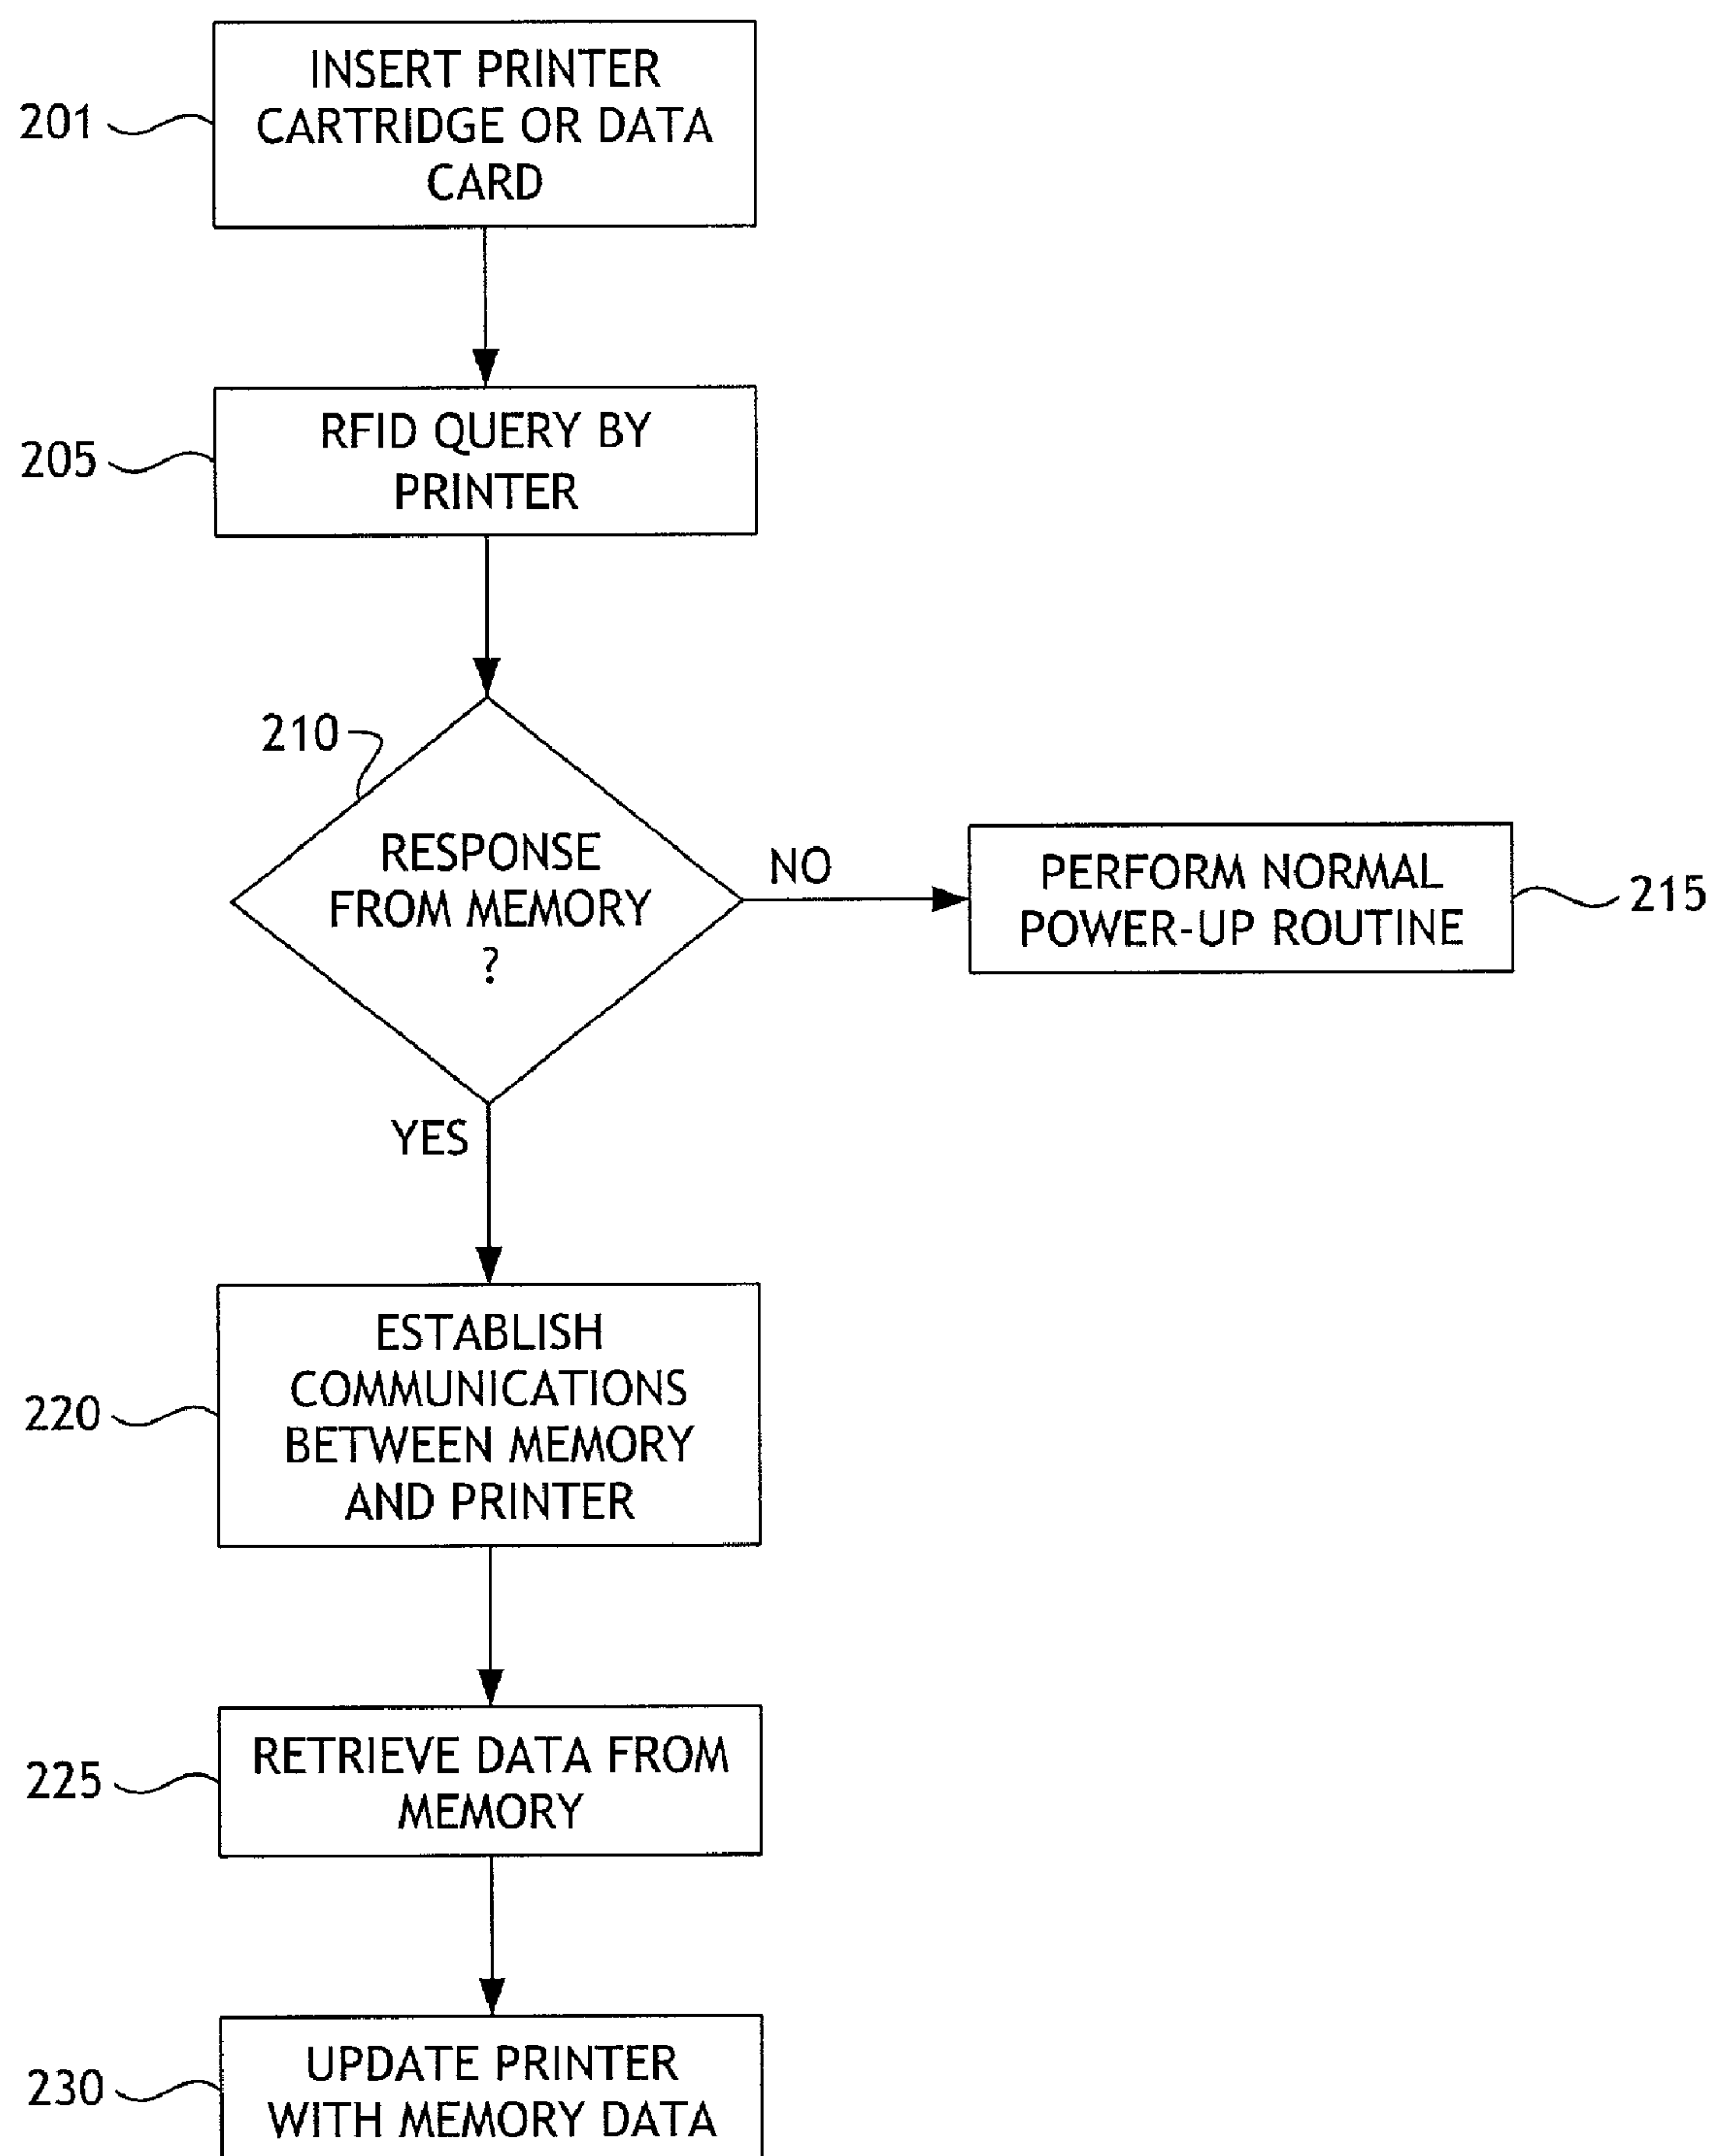 INSERT PRINTER
CARTRIDGE OR DATA
CARD
201
RFID QUERY BY
PRINTER
205
210
RESPONSE
FROM MEMORY
?
NO
PERFORM NORMAL
POWER-UP ROUTINE
215
YES
ESTABLISH
COMMUNICATIONS
BETWEEN MEMORY
AND PRINTER
220
RETRIEVE DATA FROM
MEMORY
225
UPDATE PRINTER
WITH MEMORY DATA
230